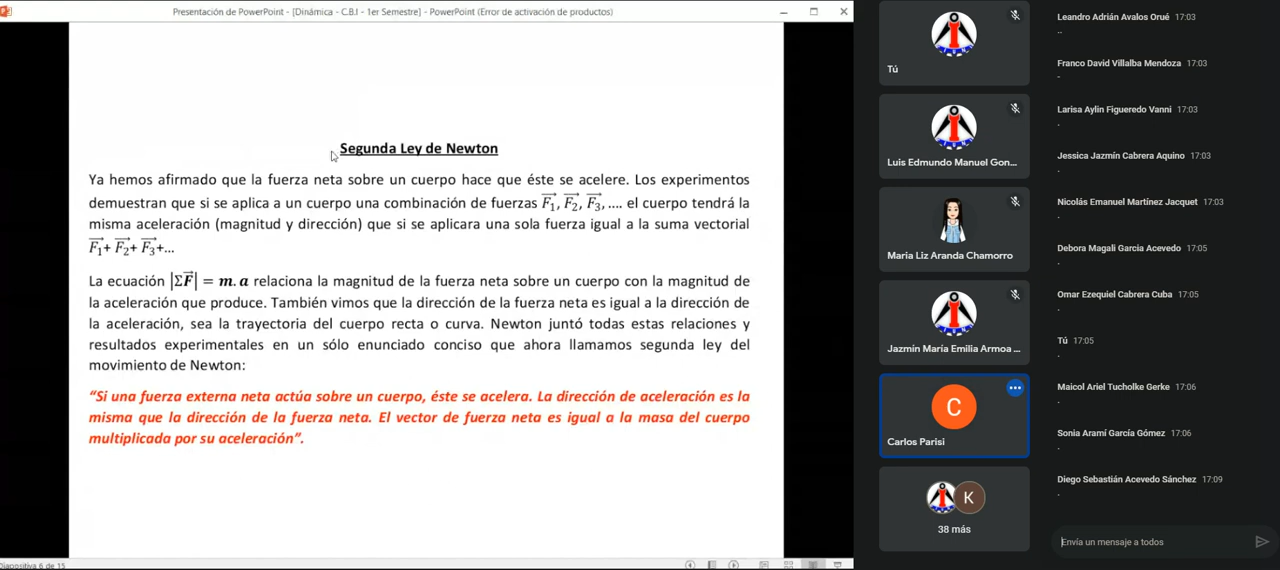 Presentación de PowerPoint - [Dinámica - C.B.I - 1er Semestre] - PowerPoint (Error de activación de productos)
Segunda Ley de Newton
Ya hemos afirmado que la fuerza neta sobre un cuerpo hace que éste se acelere. Los experimentos
demuestran que si se aplica a un cuerpo una combinación de fuerzas F⃗₁, F⃗₂, F⃗₃, .... el cuerpo tendrá la
misma aceleración (magnitud y dirección) que si se aplicara una sola fuerza igual a la suma vectorial
F⃗₁+ F⃗₂+ F⃗₃+...
La ecuación |ΣF⃗| = m. a relaciona la magnitud de la fuerza neta sobre un cuerpo con la magnitud de
la aceleración que produce. También vimos que la dirección de la fuerza neta es igual a la dirección de
la aceleración, sea la trayectoria del cuerpo recta o curva. Newton juntó todas estas relaciones y
resultados experimentales en un sólo enunciado conciso que ahora llamamos segunda ley del
movimiento de Newton:
“Si una fuerza externa neta actúa sobre un cuerpo, éste se acelera. La dirección de aceleración es la
misma que la dirección de la fuerza neta. El vector de fuerza neta es igual a la masa del cuerpo
multiplicada por su aceleración”.
Diapositiva 6 de 15
Tú
Luis Edmundo Manuel Gon...
Maria Liz Aranda Chamorro
Jazmín María Emilia Armoa ...
C
Carlos Parisi
K
38 más
Leandro Adrián Avalos Orué 17:03
..
Franco David Villalba Mendoza 17:03
.
Larisa Aylin Figueredo Vanni 17:03
.
Jessica Jazmín Cabrera Aquino 17:03
.
Nicolás Emanuel Martínez Jacquet 17:03
.
Debora Magali Garcia Acevedo 17:05
.
Omar Ezequiel Cabrera Cuba 17:05
.
Tú 17:05
.
Maicol Ariel Tucholke Gerke 17:06
.
Sonia Aramí García Gómez 17:06
.
Diego Sebastián Acevedo Sánchez 17:09
.
Envía un mensaje a todos